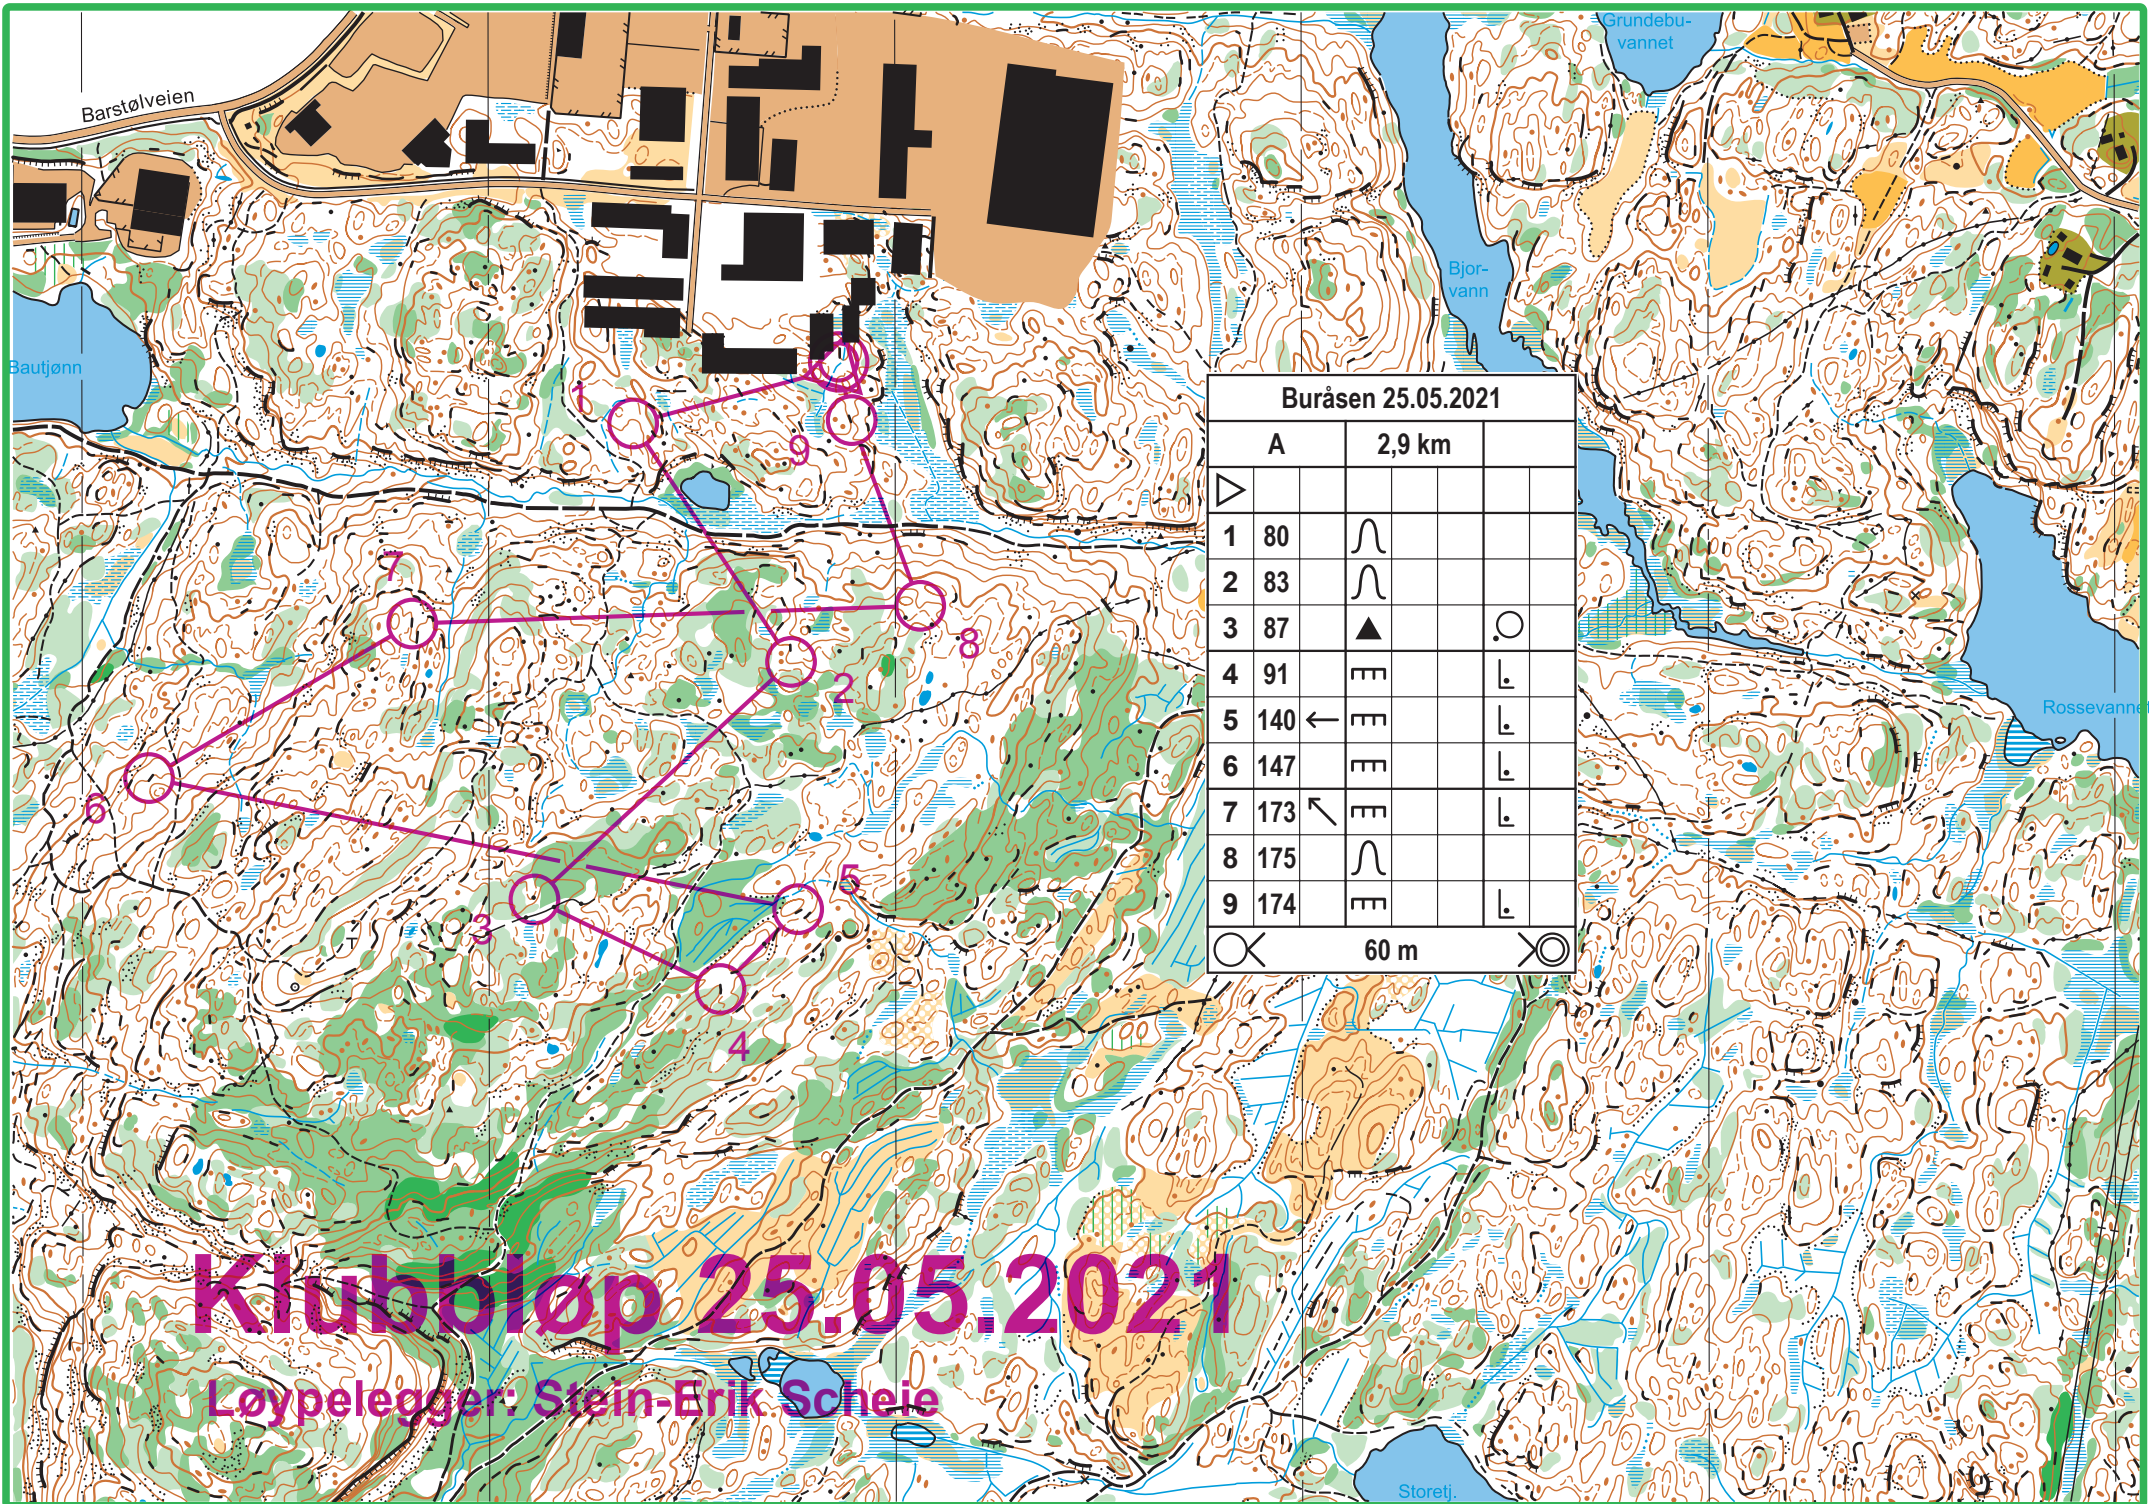 Grundebu-
vannet
Barstølveien
Bjor-
vann
Bautjønn
Buråsen 25.05.2021
A 2,9 km
1 80
2 83
3 87
4 91
5 140
6 147
7 173
8 175
9 174
60 m
1
9
7
8
2
Rossevannet
6
5
3
4
Klubbløp 25.05.2021
Løypelegger: Stein-Erik Scheie
Storetj.